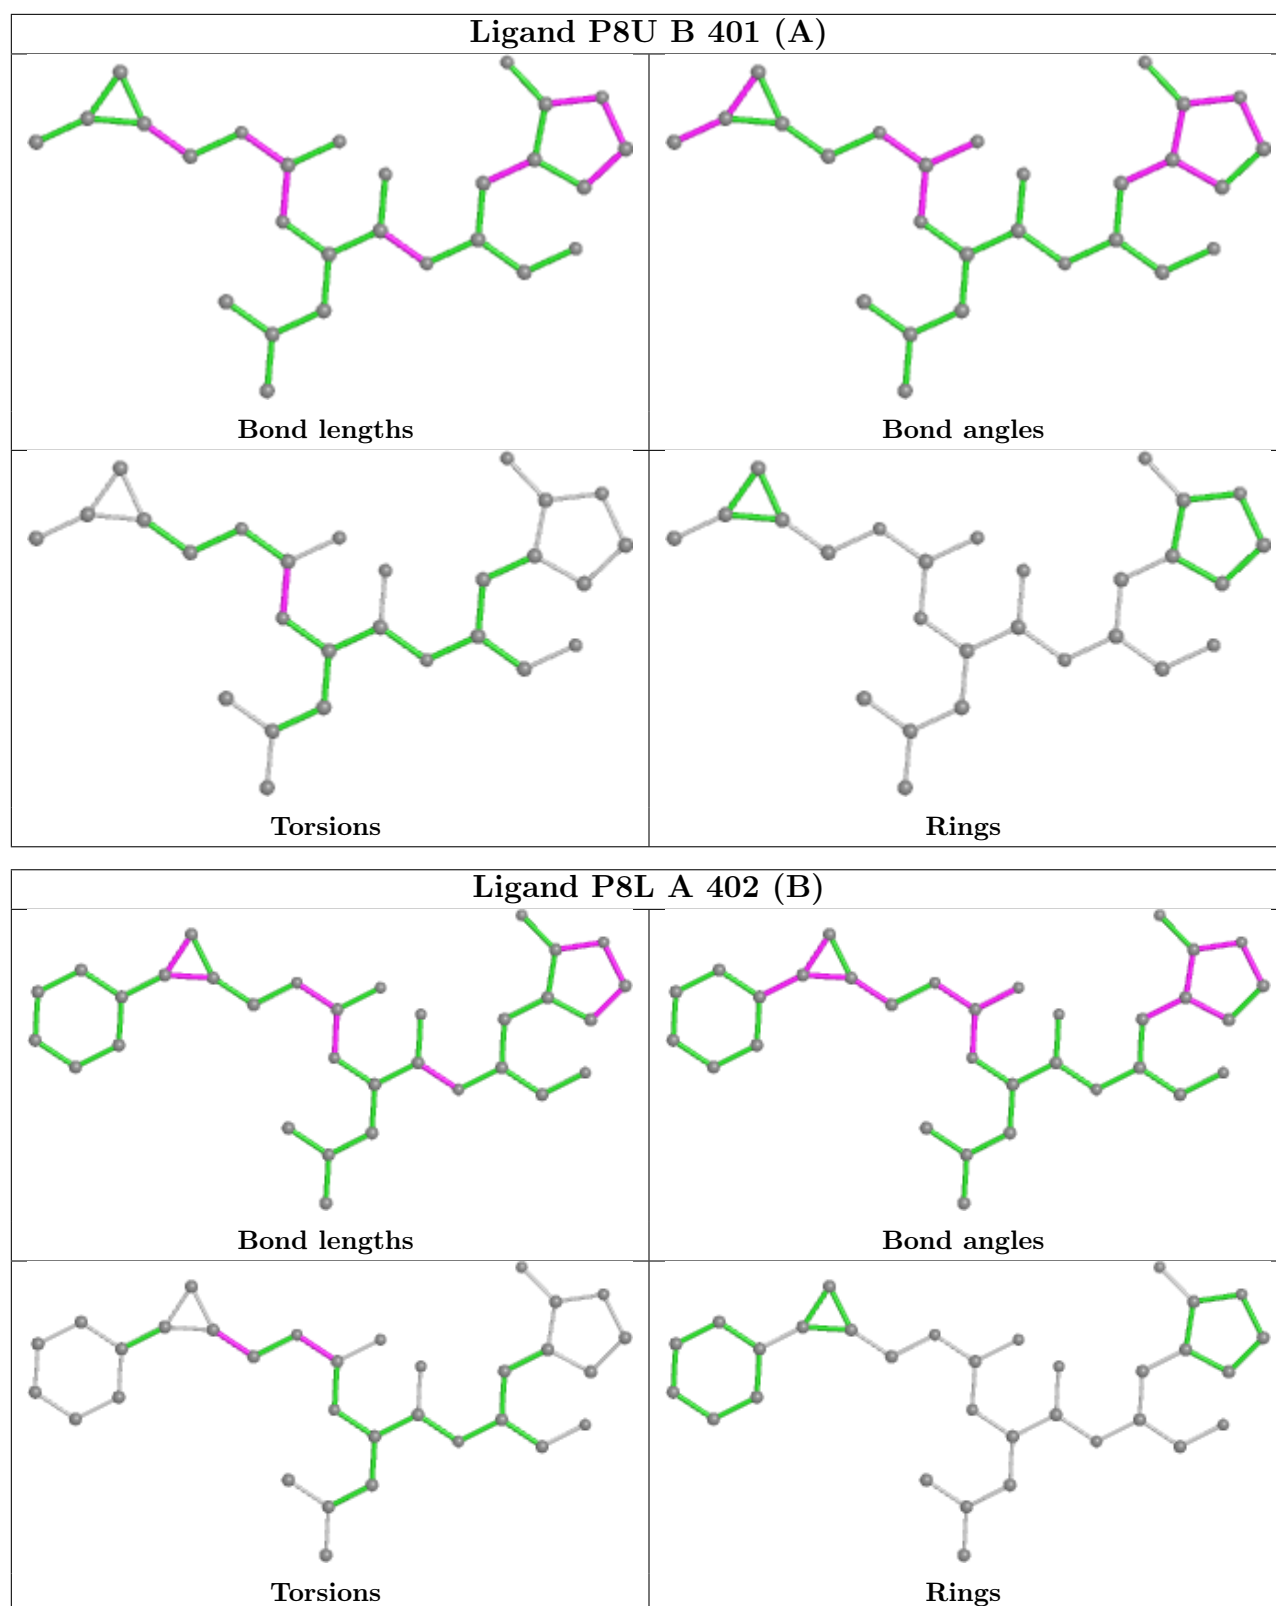 Ligand P8U B 401 (A)
Bond lengths
Bond angles
Torsions
Rings
Ligand P8L A 402 (B)
Bond lengths
Bond angles
Torsions
Rings